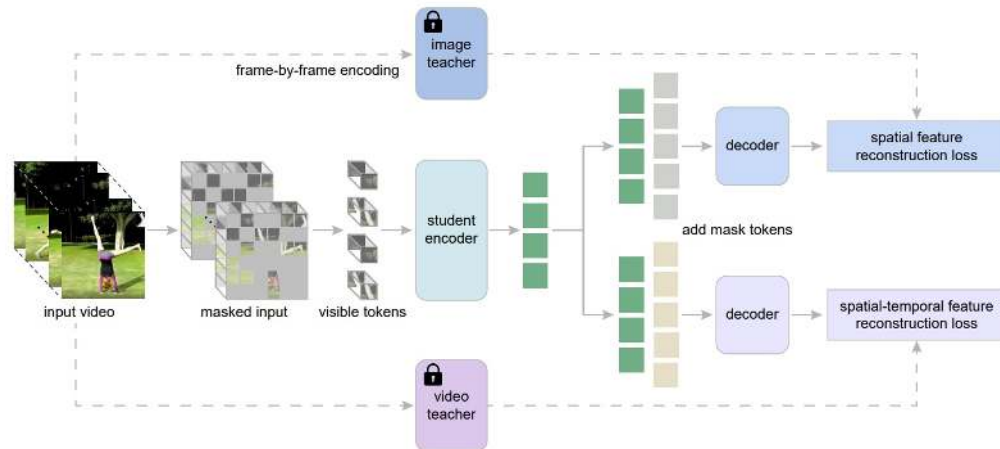 image
teacher
frame-by-frame encoding
decoder
spatial feature
reconstruction loss
student
encoder
add mask tokens
input video
masked input
visible tokens
decoder
spatial-temporal feature
reconstruction loss
video
teacher